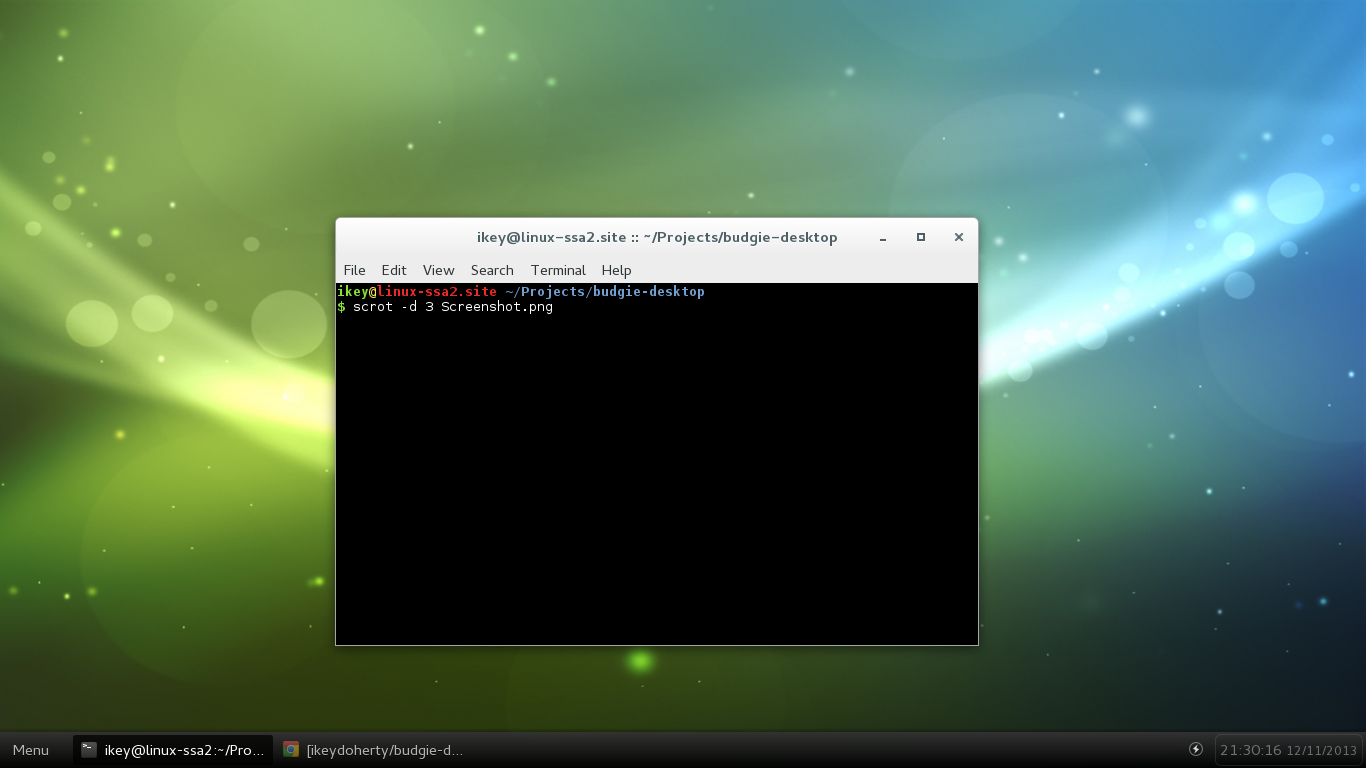 ikey@linux-ssa2.site :: ~/Projects/budgie-desktop
File Edit View Search Terminal Help
ikey@linux-ssa2.site ~/Projects/budgie-desktop
$ scrot -d 3 Screenshot.png
Menu ikey@linux-ssa2:~/Pro... [ikeydoherty/budgie-d... 21:30:16 12/11/2013